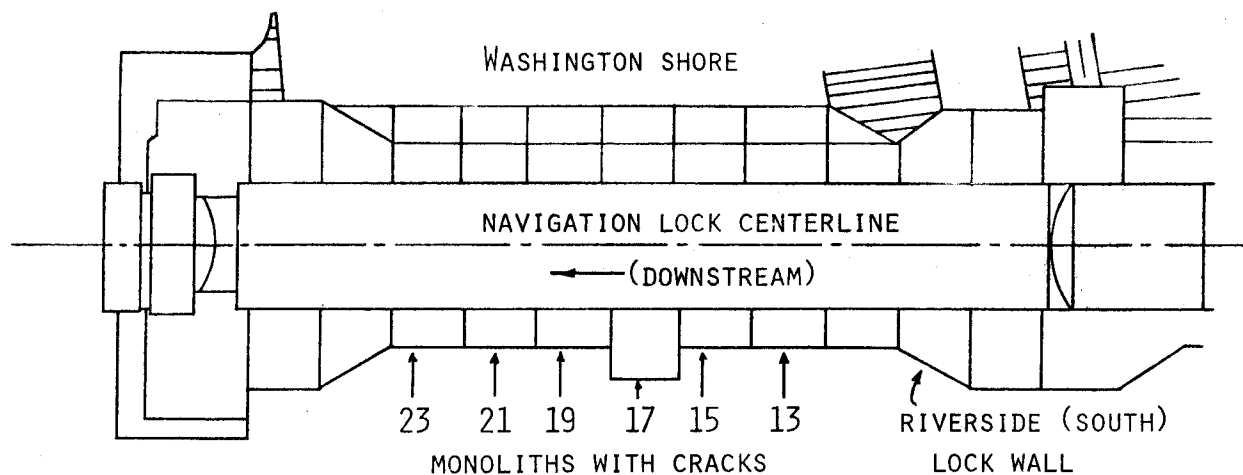 WASHINGTON SHORE
NAVIGATION LOCK CENTERLINE
(DOWNSTREAM)
23 21 19 17 15 13
RIVERSIDE (SOUTH)
MONOLITHS WITH CRACKS
LOCK WALL